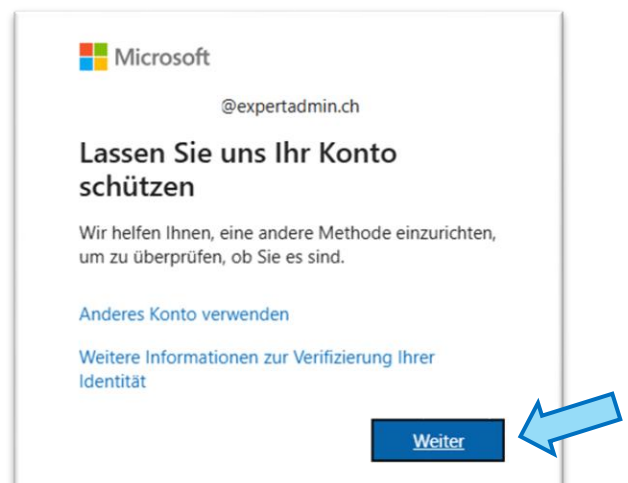 Microsoft
@expertadmin.ch
Lassen Sie uns Ihr Konto
schützen
Wir helfen Ihnen, eine andere Methode einzurichten,
um zu überprüfen, ob Sie es sind.
Anderes Konto verwenden
Weitere Informationen zur Verifizierung Ihrer
Identität
Weiter